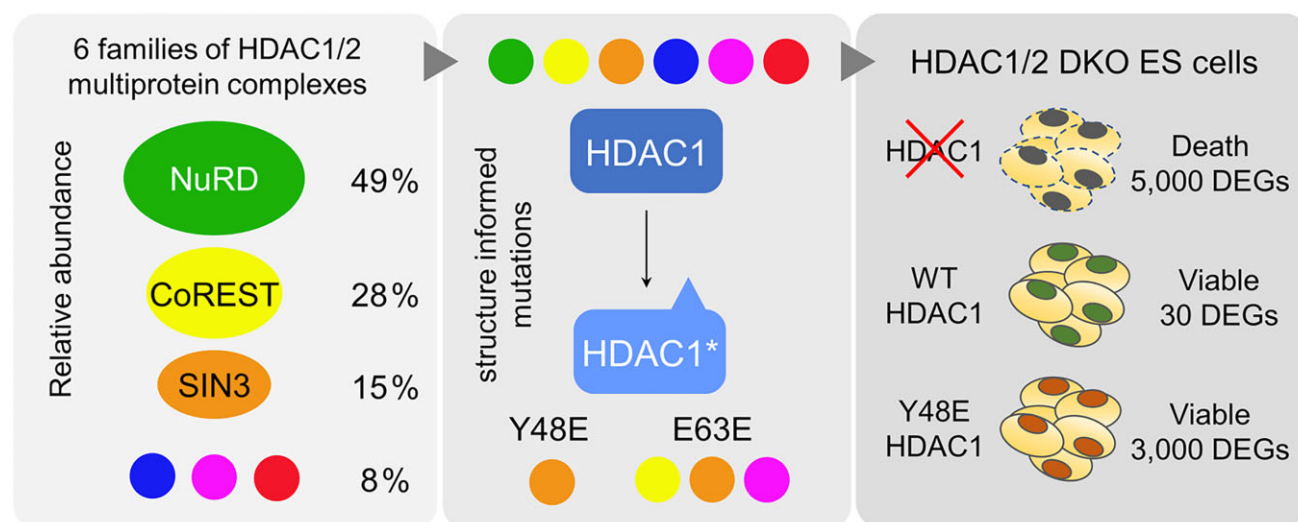 6 families of HDAC1/2
multiprotein complexes
Relative abundance
NuRD
49%
CoREST
28%
SIN3
15%
8%
structure informed
mutations
HDAC1
HDAC1*
Y48E
E63E
HDAC1/2 DKO ES cells
HDAC1
Death
5,000 DEGs
WT
HDAC1
Viable
30 DEGs
Y48E
HDAC1
Viable
3,000 DEGs